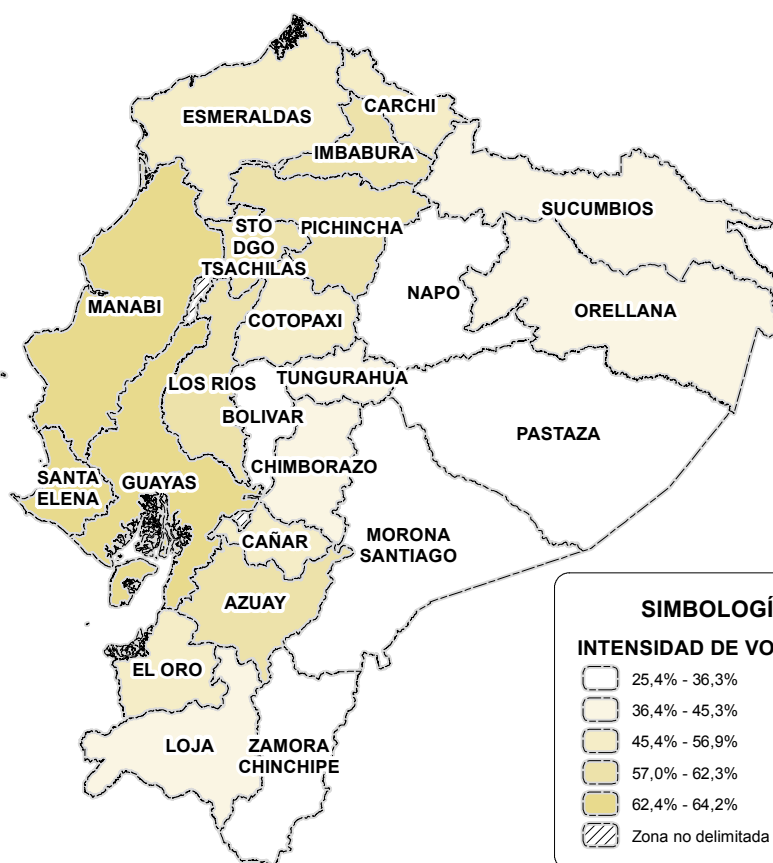 ESMERALDAS
CARCHI
IMBABURA
SUCUMBIOS
STO
DGO
TSACHILAS
PICHINCHA
NAPO
ORELLANA
MANABI
COTOPAXI
LOS RIOS
TUNGURAHUA
BOLIVAR
PASTAZA
CHIMBORAZO
SANTA
ELENA
GUAYAS
MORONA
SANTIAGO
CAÑAR
AZUAY
EL ORO
LOJA
ZAMORA
CHINCHIPE
SIMBOLOGÍ
INTENSIDAD DE VO
25,4% - 36,3%
36,4% - 45,3%
45,4% - 56,9%
57,0% - 62,3%
62,4% - 64,2%
Zona no delimitada